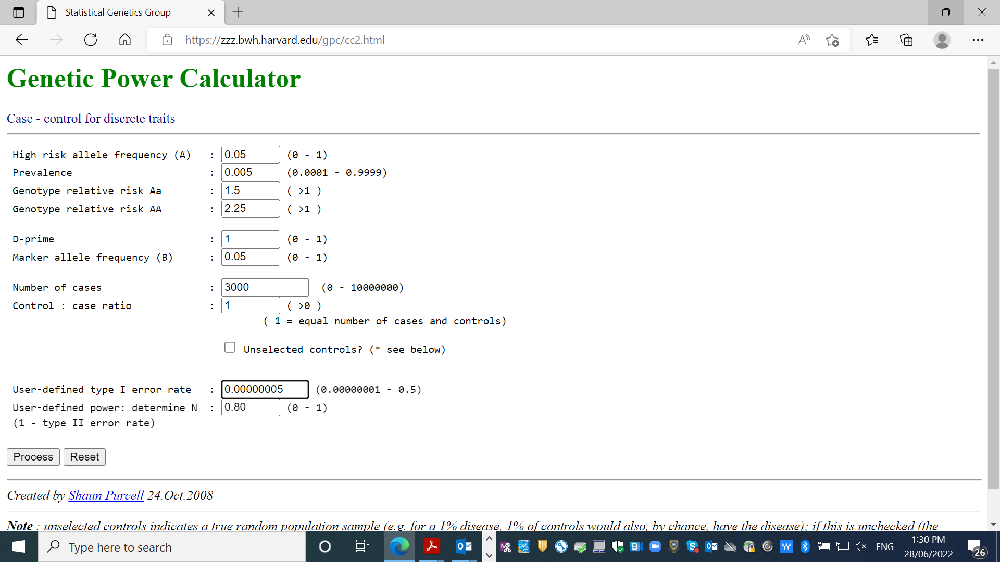 Statistical Genetics Group
https://zzz.bwh.harvard.edu/gpc/cc2.html
Genetic Power Calculator
Case - control for discrete traits
High risk allele frequency (A) : 0.05 (0 - 1)
Prevalence : 0.005 (0.0001 - 0.9999)
Genotype relative risk Aa : 1.5 ( >1 )
Genotype relative risk AA : 2.25 ( >1 )
D-prime : 1 (0 - 1)
Marker allele frequency (B) : 0.05 (0 - 1)
Number of cases : 3000 (0 - 10000000)
Control : case ratio : 1 ( >0 )
( 1 = equal number of cases and controls)
Unselected controls? (* see below)
User-defined type I error rate : 0.00000005 (0.00000001 - 0.5)
User-defined power: determine N : 0.80 (0 - 1)
(1 - type II error rate)
Process Reset
Created by Shaun Purcell 24.Oct.2008
Note : unselected controls indicates a true random population sample (e.g. for a 1% disease, 1% of controls would also, by chance, have the disease); if this is unchecked (the
Type here to search
ENG
1:30 PM
28/06/2022
26